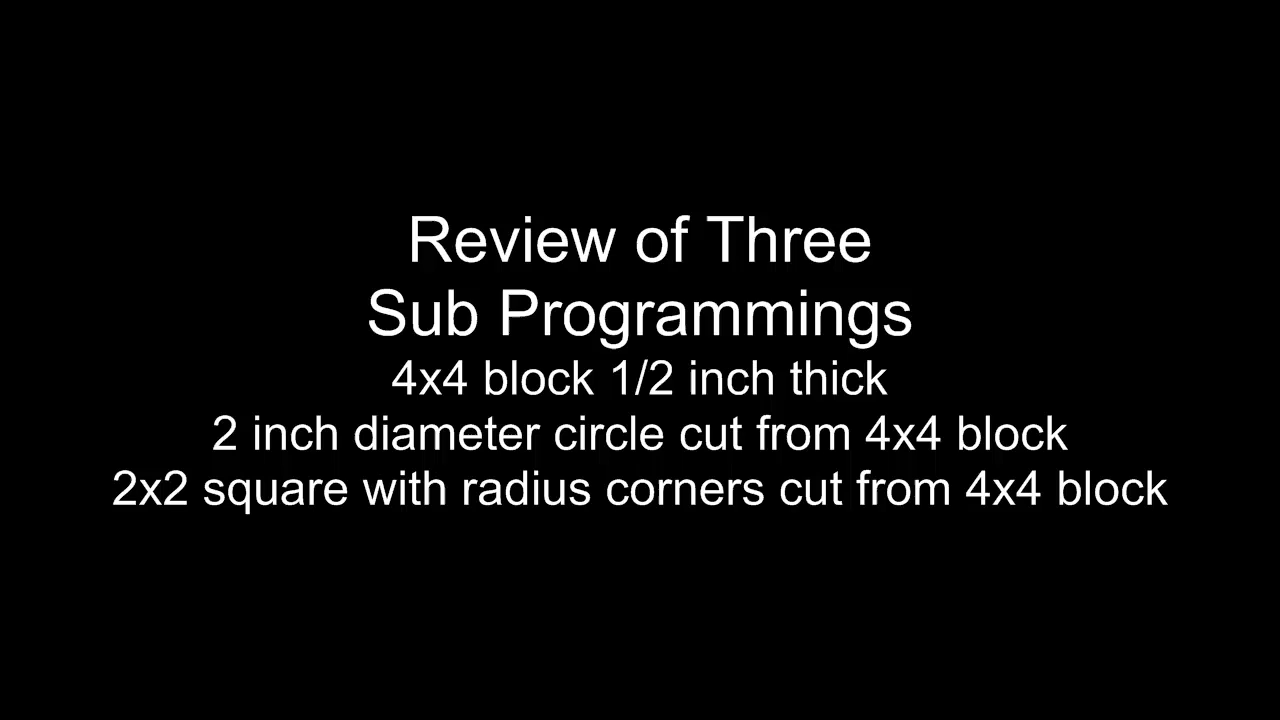 Review of Three
Sub Programmings
4x4 block 1/2 inch thick
2 inch diameter circle cut from 4x4 block
2x2 square with radius corners cut from 4x4 block